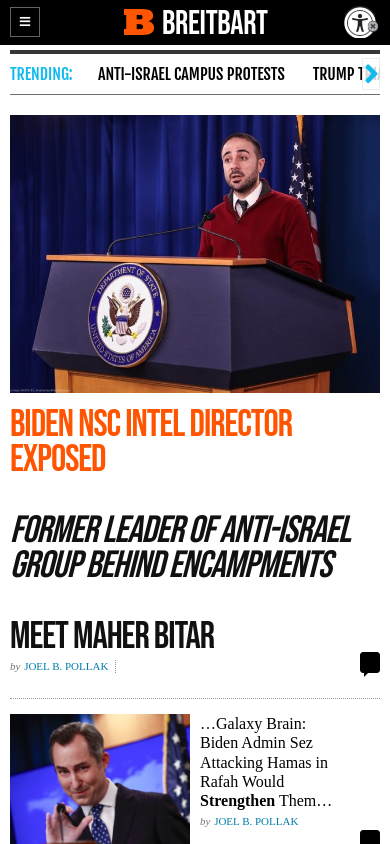 BREITBART
TRENDING: ANTI-ISRAEL CAMPUS PROTESTS TRUMP
BIDEN NSC INTEL DIRECTOR
EXPOSED
FORMER LEADER OF ANTI-ISRAEL
GROUP BEHIND ENCAMPMENTS
MEET MAHER BITAR
by JOEL B. POLLAK
…Galaxy Brain:
Biden Admin Sez
Attacking Hamas in
Rafah Would
Strengthen Them…
by JOEL B. POLLAK
DEPARTMENT OF STATE
UNITED STATES OF AMERICA